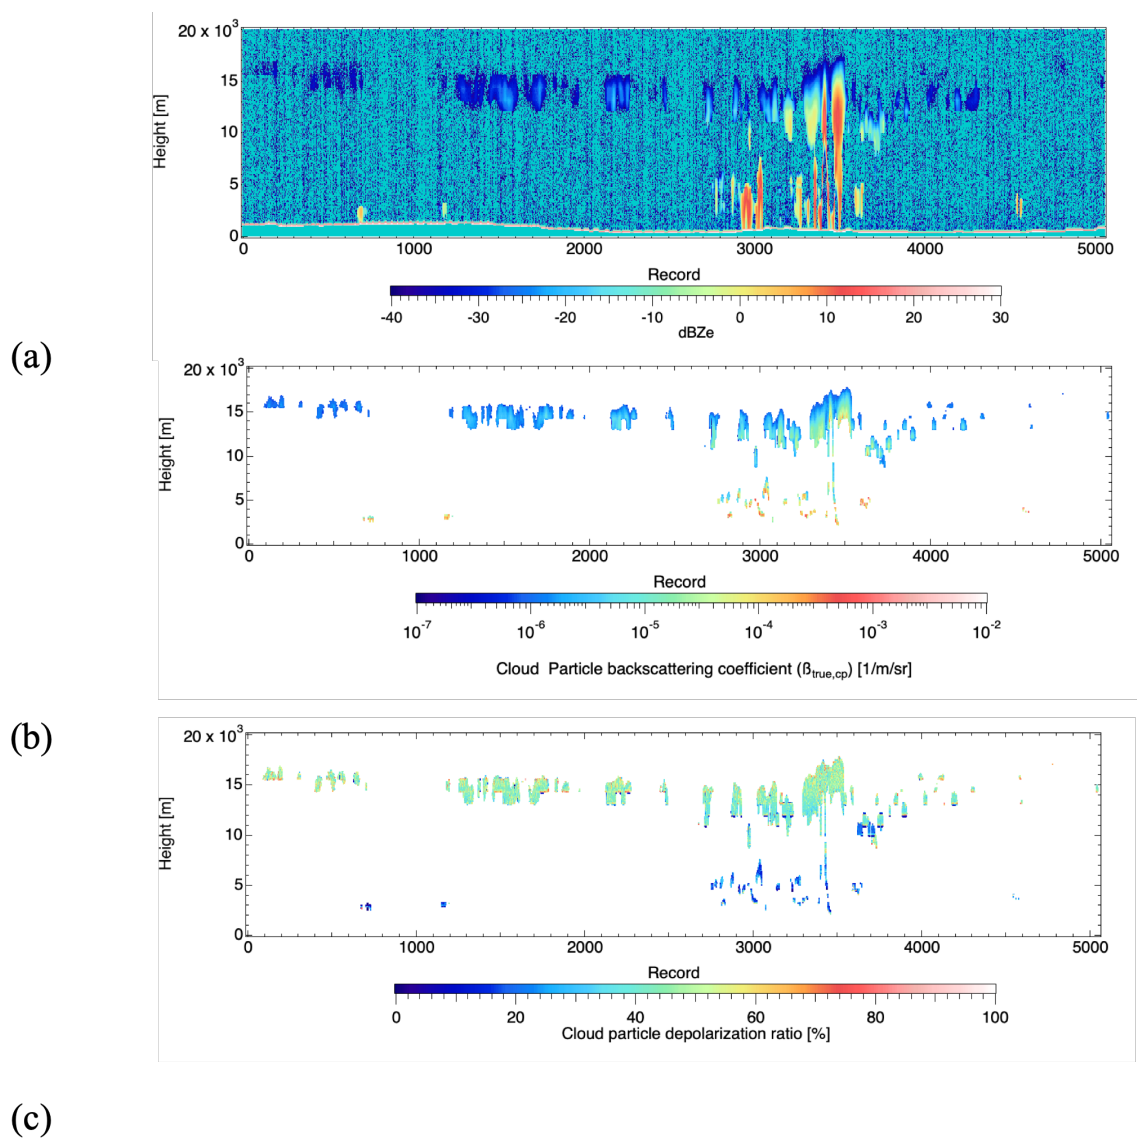 20 x 10³
15
10
5
0
Height [m]
0 1000 2000 3000 4000 5000
Record
-40 -30 -20 -10 0 10 20 30
dBZe
(a)
20 x 10³
15
10
5
0
Height [m]
0 1000 2000 3000 4000 5000
Record
10⁻⁷ 10⁻⁶ 10⁻⁵ 10⁻⁴ 10⁻³ 10⁻²
Cloud Particle backscattering coefficient (ßtrue,cp) [1/m/sr]
(b)
20 x 10³
15
10
5
0
Height [m]
0 1000 2000 3000 4000 5000
Record
0 20 40 60 80 100
Cloud particle depolarization ratio [%]
(c)